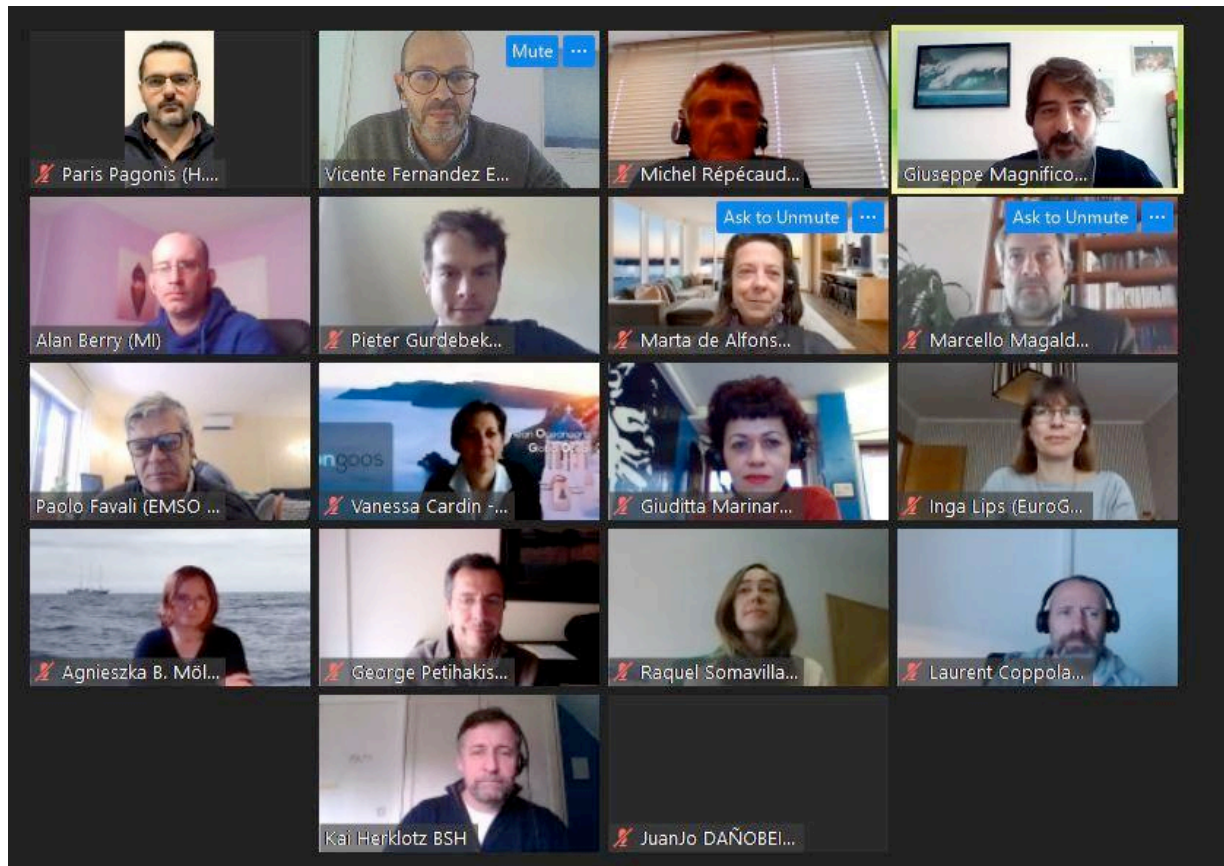 Mute ...
Paris Pagonis (H....
Vicente Fernandez E...
Michel Répécaud...
Giuseppe Magnifico...
Ask to Unmute ...
Ask to Unmute ...
Alan Berry (MI)
Pieter Gurdebek...
Marta de Alfons...
Marcello Magald...
ngoos
Paolo Favali (EMSO ...
Vanessa Cardin -...
Giuditta Marinar...
Inga Lips (EuroG...
Agnieszka B. Möl...
George Petihakis...
Raquel Somavilla...
Laurent Coppola...
Kai Herklotz BSH
JuanJo DAÑOBEI...